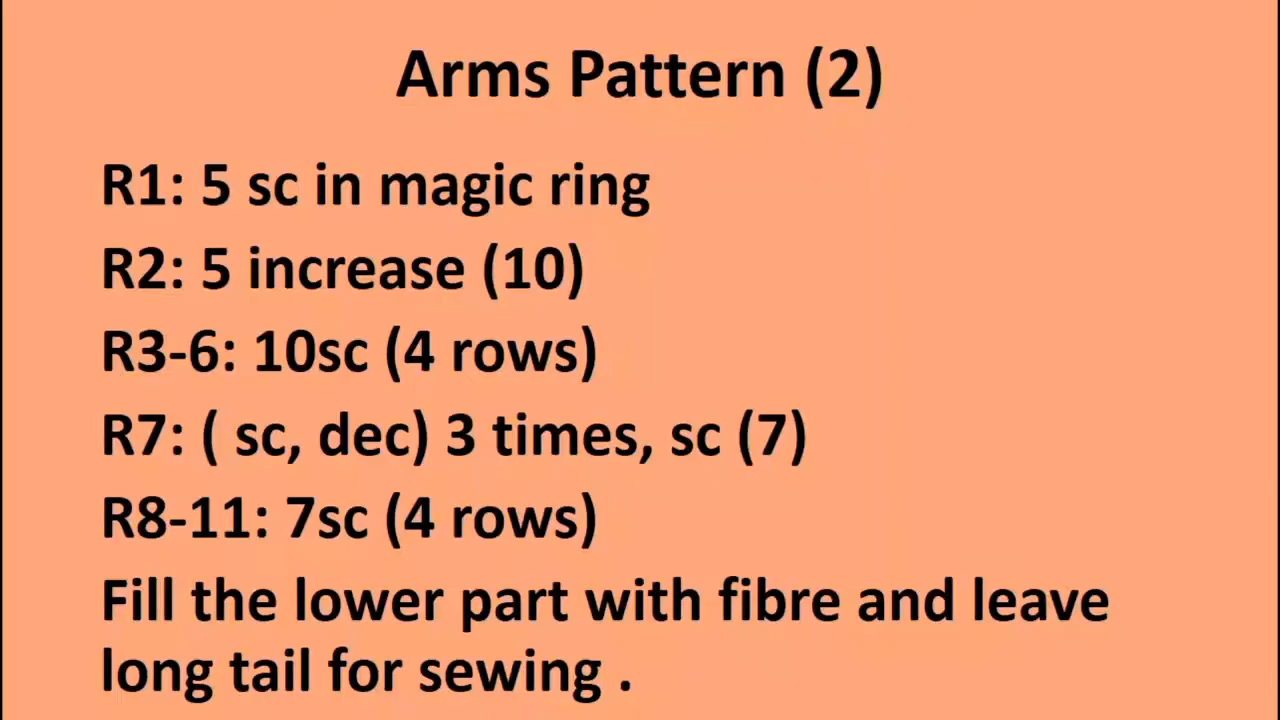 Arms Pattern (2)
R1: 5 sc in magic ring
R2: 5 increase (10)
R3-6: 10sc (4 rows)
R7: ( sc, dec) 3 times, sc (7)
R8-11: 7sc (4 rows)
Fill the lower part with fibre and leave
long tail for sewing .